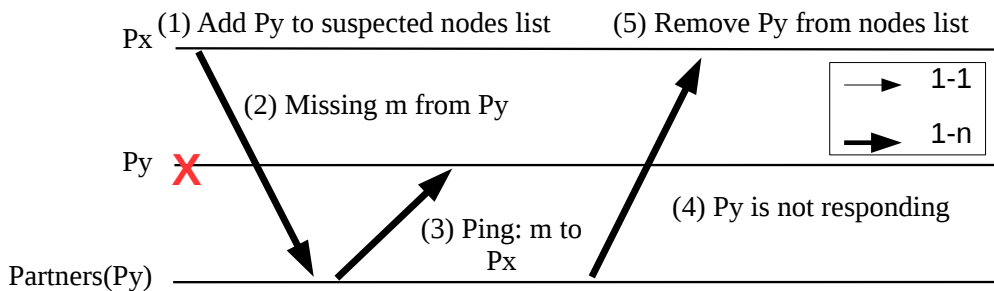 (1) Add Py to suspected nodes list
(5) Remove Py from nodes list
Px
1-1
(2) Missing m from Py
1-n
Py
X
(4) Py is not responding
(3) Ping: m to
Px
Partners(Py)